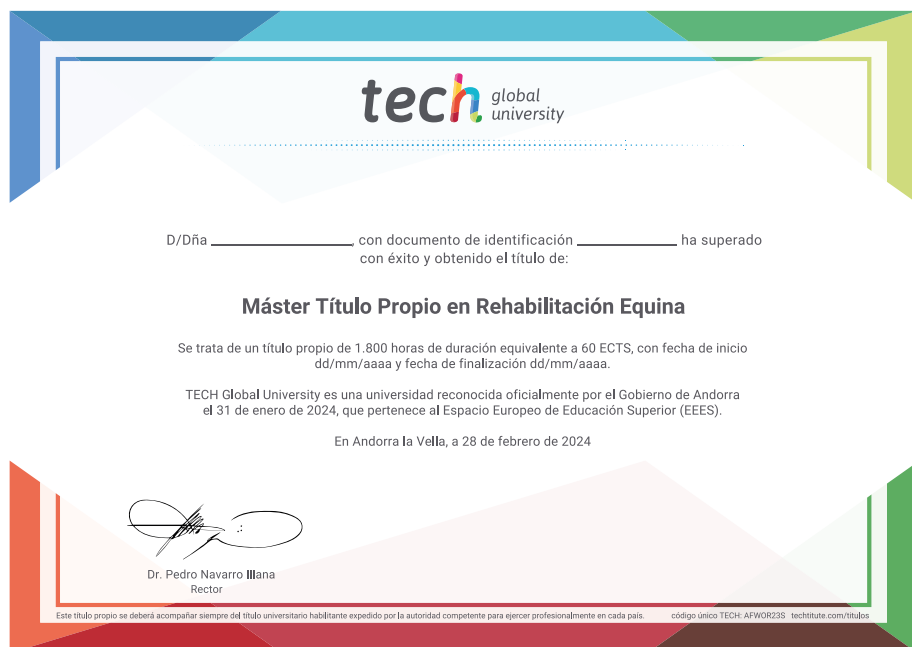 tech global university
D/Dña ____________________, con documento de identificación ______________ ha superado
con éxito y obtenido el título de:
Máster Título Propio en Rehabilitación Equina
Se trata de un título propio de 1.800 horas de duración equivalente a 60 ECTS, con fecha de inicio
dd/mm/aaaa y fecha de finalización dd/mm/aaaa.
TECH Global University es una universidad reconocida oficialmente por el Gobierno de Andorra
el 31 de enero de 2024, que pertenece al Espacio Europeo de Educación Superior (EEES).
En Andorra la Vella, a 28 de febrero de 2024
Dr. Pedro Navarro Illana
Rector
Este título propio se deberá acompañar siempre del título universitario habilitante expedido por la autoridad competente para ejercer profesionalmente en cada país. código único TECH: AFWOR23S techtitute.com/titulos